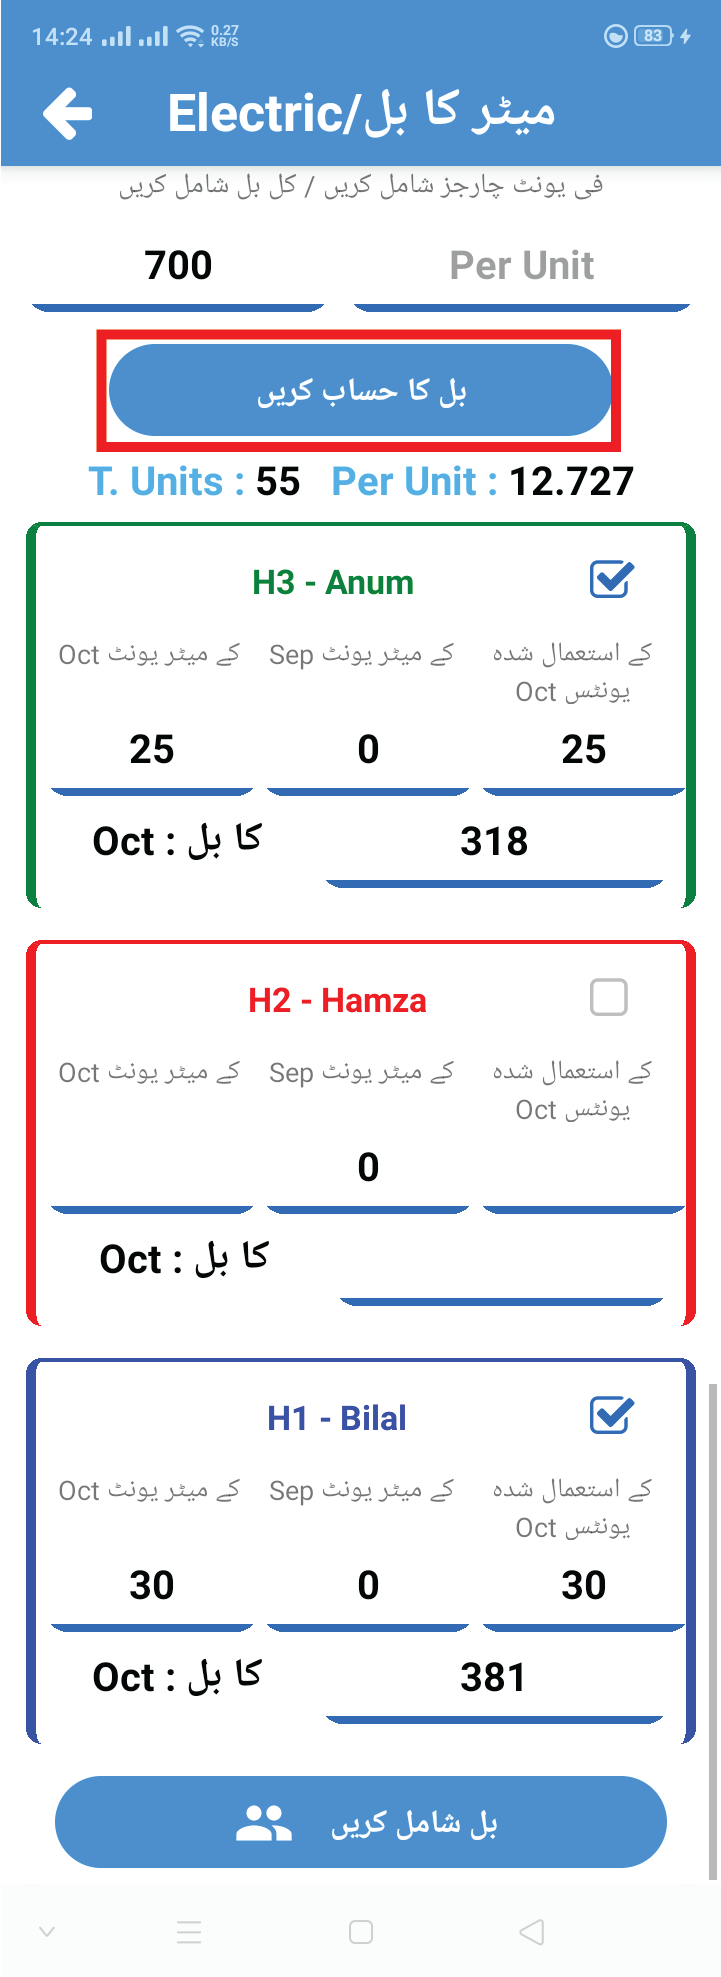 14:24 0.27 KB/S 83
Electric/میٹر کا بل
فی یونٹ چارجز شامل کریں / کل بل شامل کریں
700 Per Unit
بل کا حساب کریں
T. Units : 55 Per Unit : 12.727
H3 - Anum
Oct کے میٹر یونٹ Sep کے میٹر یونٹ کے استعمال شدہ
یونٹس Oct
25 0 25
Oct : کا بل 318
H2 - Hamza
Oct کے میٹر یونٹ Sep کے میٹر یونٹ کے استعمال شدہ
یونٹس Oct
0
Oct : کا بل
H1 - Bilal
Oct کے میٹر یونٹ Sep کے میٹر یونٹ کے استعمال شدہ
یونٹس Oct
30 0 30
Oct : کا بل 381
بل شامل کریں